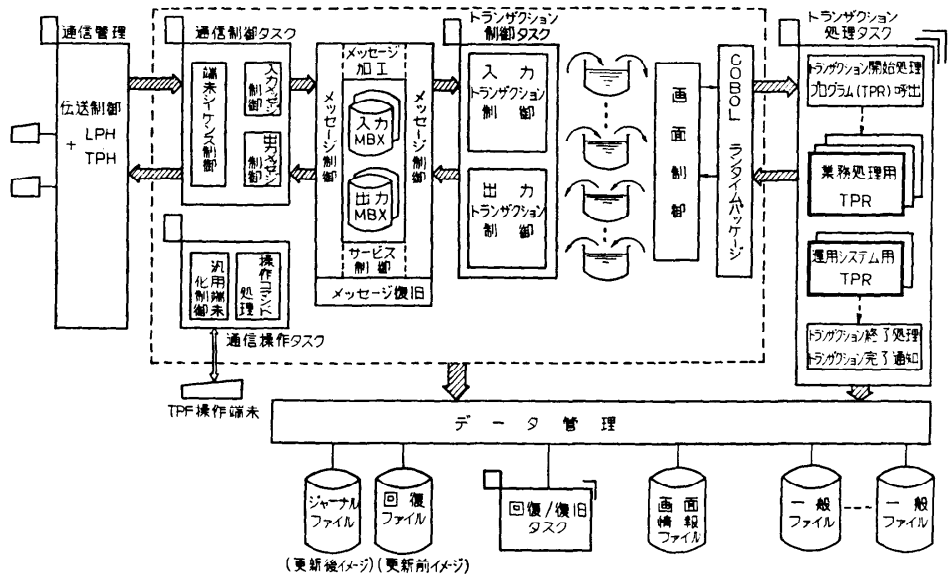 通信管理
伝送制御
LPH
+
TPH
通信制御タスク
端末シーケンス制御
入力メッセージ制御
出力メッセージ制御
メッセージ制御
メッセージ
加工
入力
MBX
出力
MBX
サービス
制御
メッセージ制御
メッセージ復旧
トランザクション
制御タスク
入力
トランザクション
制御
出力
トランザクション
制御
画面制御
COBOL ランタイムパッケージ
トランザクション
処理タスク
トランザクション開始処理
プログラム(TPR)呼出
業務処理用
TPR
運用システム用
TPR
トランザクション終了処理
トランザクション完了通知
汎用端末
化制御
操作コマンド
処理
通信操作タスク
TPF操作端末
データ管理
ジャーナル
ファイル
(更新後イメージ)
回復
ファイル
(更新前イメージ)
回復/復旧
タスク
画面
情報
ファイル
一般
ファイル
一般
ファイル